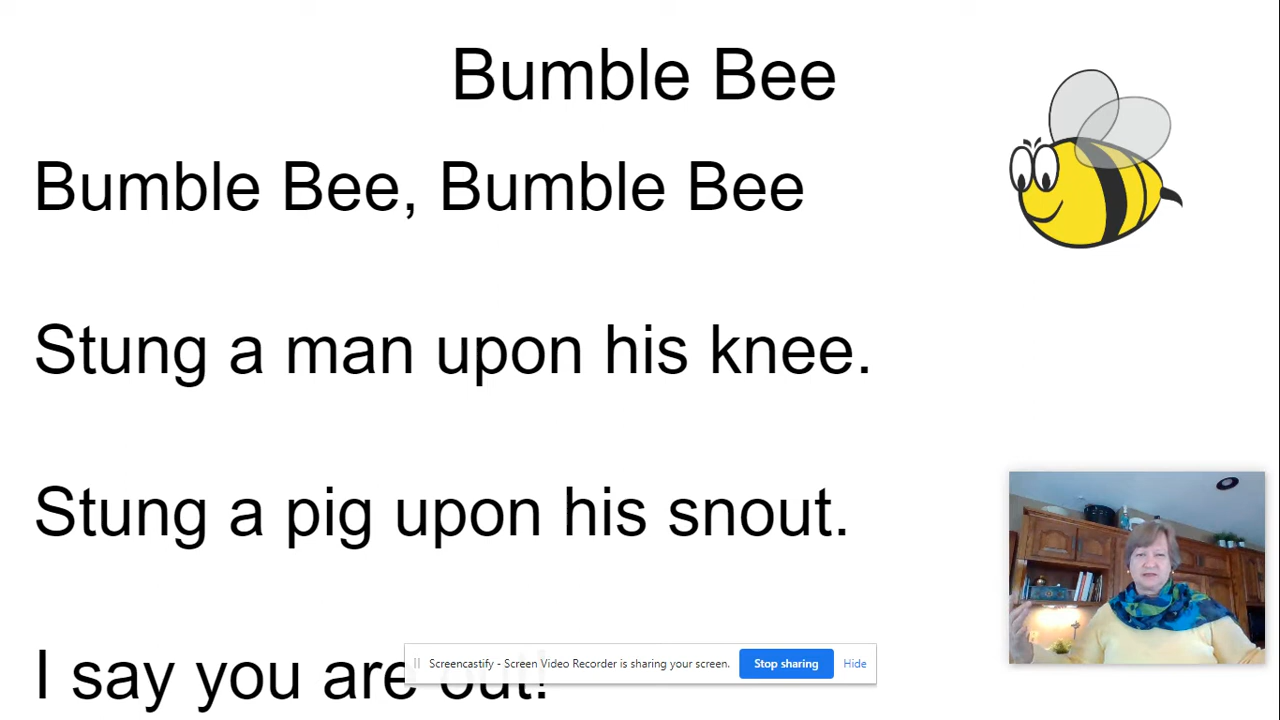 Bumble Bee
Bumble Bee, Bumble Bee
Stung a man upon his knee.
Stung a pig upon his snout.
I say you are out!
Screencastify - Screen Video Recorder is sharing your screen.
Stop sharing
Hide